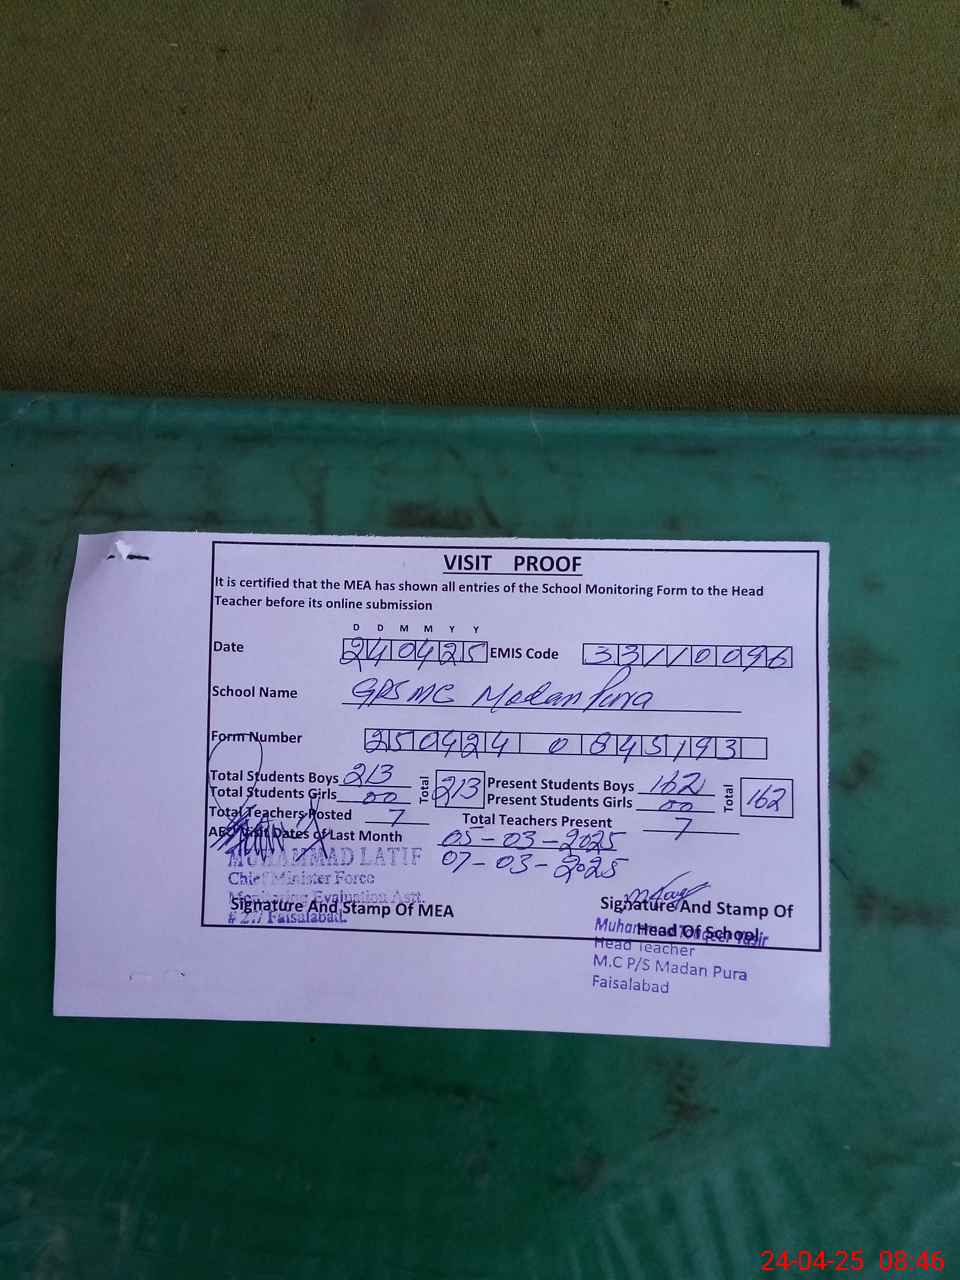 VISIT PROOF
It is certified that the MEA has shown all entries of the School Monitoring Form to the Head
Teacher before its online submission
D D M M Y Y
Date 240425 EMIS Code 33110096
School Name GPS MC Madan Pura
Form Number 250424 0845193
Total Students Boys 213 Total 213 Present Students Boys 162 Total 162
Total Students Girls 00 Present Students Girls 00
Total Teachers Posted 7 Total Teachers Present 7
AEO Visit Dates of Last Month 05-03-2025
07-03-2025
MUHAMMAD LATIF
Chief Minister Force
Monitoring Evaluation Astt.
Faisalabad.
Signature And Stamp Of MEA
Signature And Stamp Of
Head Of School
Head Teacher
M.C P/S Madan Pura
Faisalabad
24-04-25 08:46